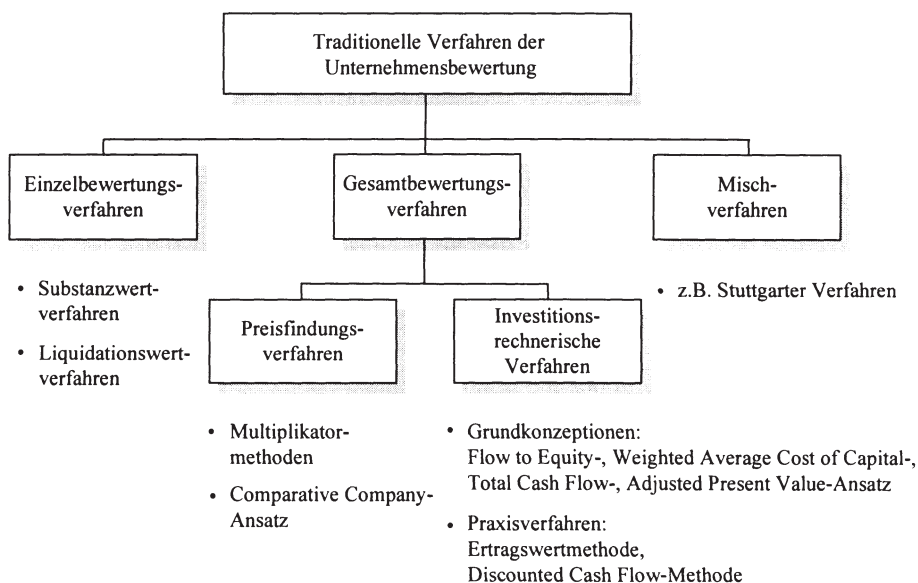 Traditionelle Verfahren der
Unternehmensbewertung
Einzelbewertungs-
verfahren
Gesamtbewertungs-
verfahren
Misch-
verfahren
• Substanzwert-
verfahren
• Liquidationswert-
verfahren
Preisfindungs-
verfahren
Investitions-
rechnerische
Verfahren
• z.B. Stuttgarter Verfahren
• Multiplikator-
methoden
• Comparative Company-
Ansatz
• Grundkonzeptionen:
Flow to Equity-, Weighted Average Cost of Capital-,
Total Cash Flow-, Adjusted Present Value-Ansatz
• Praxisverfahren:
Ertragswertmethode,
Discounted Cash Flow-Methode